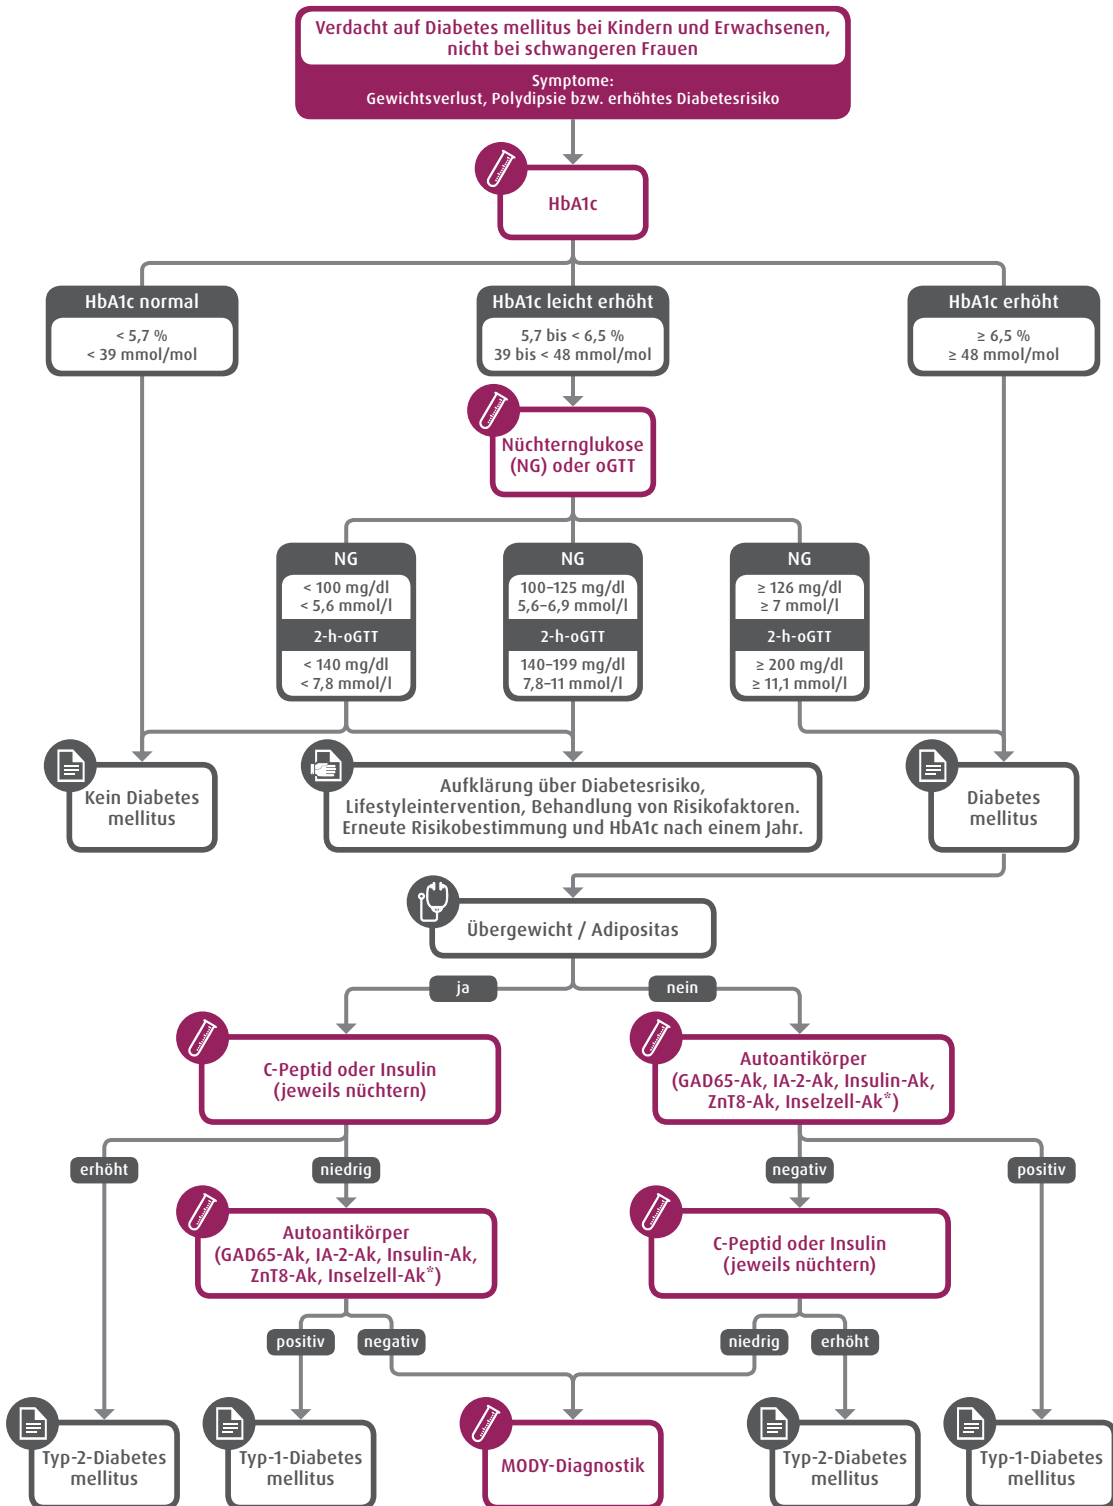 Verdacht auf Diabetes mellitus bei Kindern und Erwachsenen,
nicht bei schwangeren Frauen
Symptome:
Gewichtsverlust, Polydipsie bzw. erhöhtes Diabetesrisiko
HbA1c
HbA1c normal
< 5,7 %
< 39 mmol/mol
HbA1c leicht erhöht
5,7 bis < 6,5 %
39 bis < 48 mmol/mol
HbA1c erhöht
≥ 6,5 %
≥ 48 mmol/mol
Nüchternglukose
(NG) oder oGTT
NG
< 100 mg/dl
< 5,6 mmol/l
2-h-oGTT
< 140 mg/dl
< 7,8 mmol/l
NG
100–125 mg/dl
5,6–6,9 mmol/l
2-h-oGTT
140–199 mg/dl
7,8–11 mmol/l
NG
≥ 126 mg/dl
≥ 7 mmol/l
2-h-oGTT
≥ 200 mg/dl
≥ 11,1 mmol/l
Kein Diabetes
mellitus
Aufklärung über Diabetesrisiko,
Lifestyleintervention, Behandlung von Risikofaktoren.
Erneute Risikobestimmung und HbA1c nach einem Jahr.
Diabetes
mellitus
Übergewicht / Adipositas
ja
nein
C-Peptid oder Insulin
(jeweils nüchtern)
Autoantikörper
(GAD65-Ak, IA-2-Ak, Insulin-Ak,
ZnT8-Ak, Inselzell-Ak*)
erhöht
niedrig
negativ
positiv
Autoantikörper
(GAD65-Ak, IA-2-Ak, Insulin-Ak,
ZnT8-Ak, Inselzell-Ak*)
C-Peptid oder Insulin
(jeweils nüchtern)
positiv
negativ
niedrig
erhöht
Typ-2-Diabetes
mellitus
Typ-1-Diabetes
mellitus
MODY-Diagnostik
Typ-2-Diabetes
mellitus
Typ-1-Diabetes
mellitus